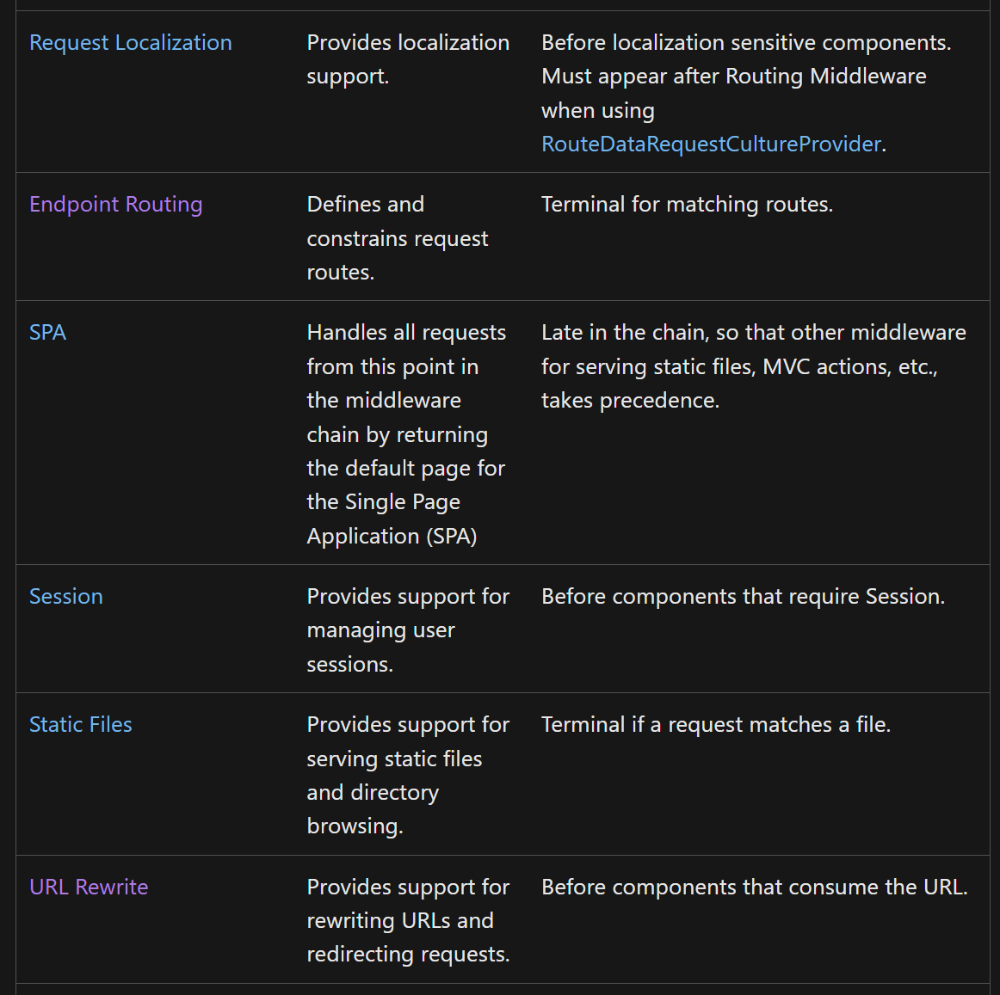 Request Localization
Provides localization
support.
Before localization sensitive components.
Must appear after Routing Middleware
when using
RouteDataRequestCultureProvider.
Endpoint Routing
Defines and
constrains request
routes.
Terminal for matching routes.
SPA
Handles all requests
from this point in
the middleware
chain by returning
the default page for
the Single Page
Application (SPA)
Late in the chain, so that other middleware
for serving static files, MVC actions, etc.,
takes precedence.
Session
Provides support for
managing user
sessions.
Before components that require Session.
Static Files
Provides support for
serving static files
and directory
browsing.
Terminal if a request matches a file.
URL Rewrite
Provides support for
rewriting URLs and
redirecting requests.
Before components that consume the URL.